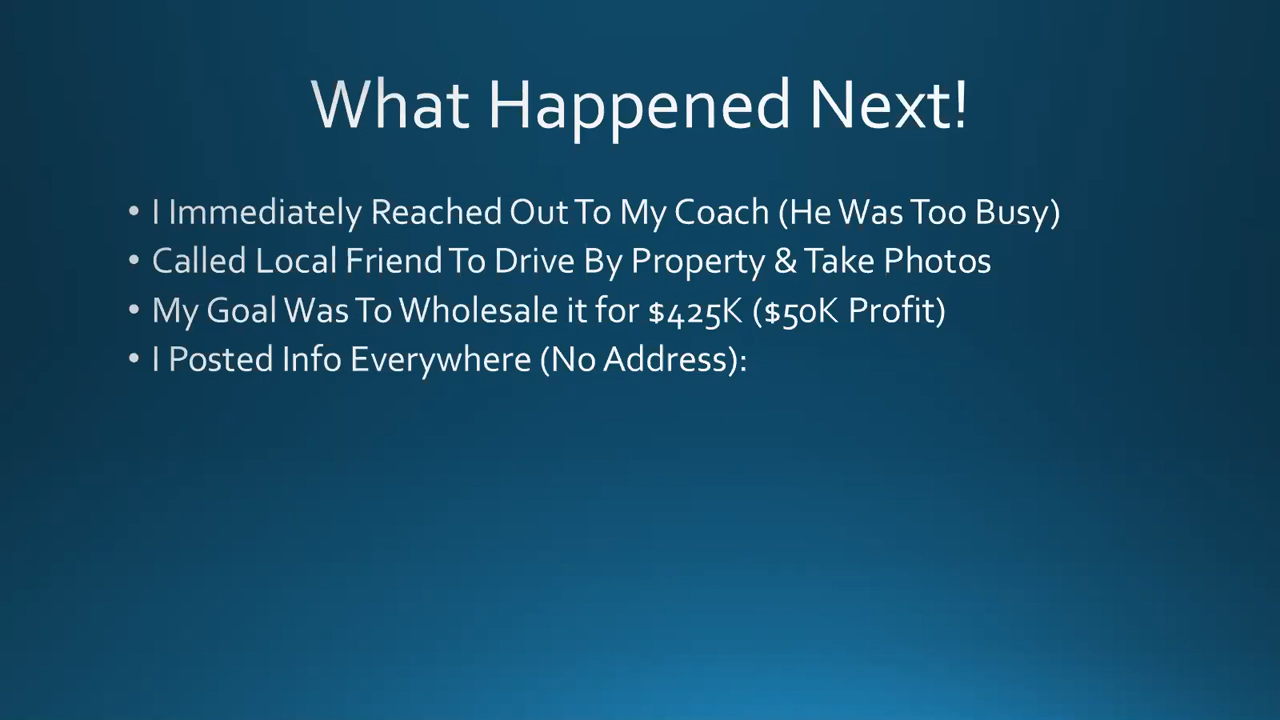 What Happened Next!
• I Immediately Reached Out To My Coach (He Was Too Busy)
• Called Local Friend To Drive By Property & Take Photos
• My Goal Was To Wholesale it for $425K ($50K Profit)
• I Posted Info Everywhere (No Address):